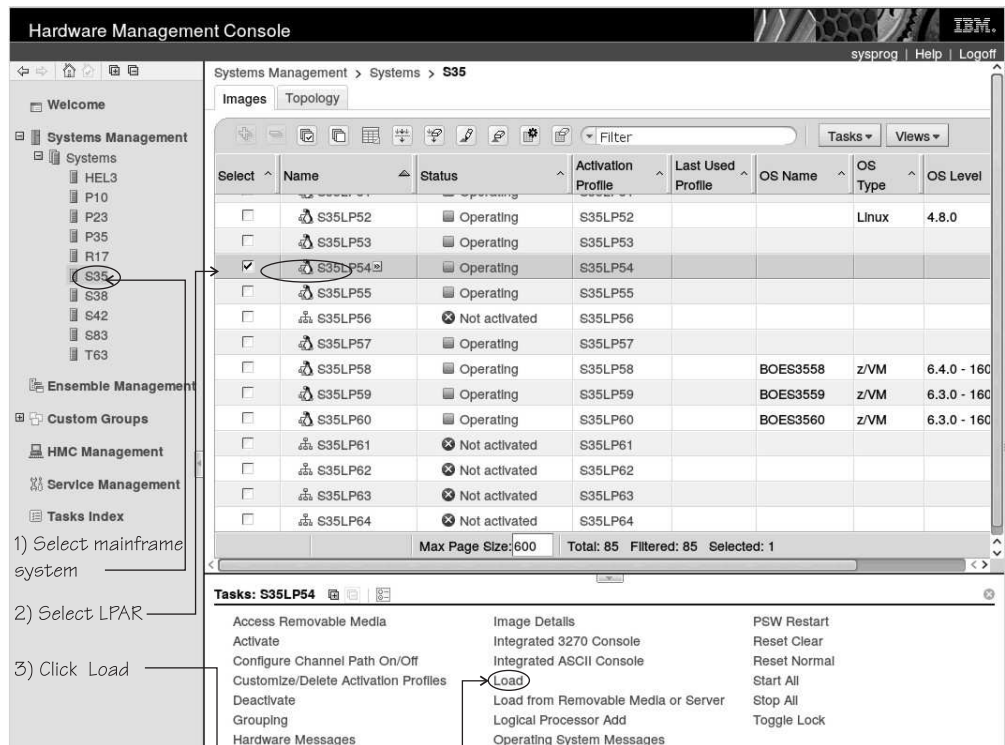 Hardware Management Console
IBM.
sysprog | Help | Logoff
Systems Management > Systems > S35
Welcome
Systems Management
Systems
HEL3
P10
P23
P35
R17
S35
S38
S42
S83
T63
Ensemble Management
Custom Groups
HMC Management
Service Management
Tasks Index
1) Select mainframe
system
2) Select LPAR
3) Click Load
Images Topology
Filter Tasks Views
Select Name Status Activation Profile Last Used Profile OS Name OS Type OS Level
S35LP52 Operating S35LP52 Linux 4.8.0
S35LP53 Operating S35LP53
S35LP54 Operating S35LP54
S35LP55 Operating S35LP55
S35LP56 Not activated S35LP56
S35LP57 Operating S35LP57
S35LP58 Operating S35LP58 BOES3558 z/VM 6.4.0 - 160
S35LP59 Operating S35LP59 BOES3559 z/VM 6.3.0 - 160
S35LP60 Operating S35LP60 BOES3560 z/VM 6.3.0 - 160
S35LP61 Not activated S35LP61
S35LP62 Not activated S35LP62
S35LP63 Not activated S35LP63
S35LP64 Not activated S35LP64
Max Page Size: 600 Total: 85 Filtered: 85 Selected: 1
Tasks: S35LP54
Access Removable Media Image Details PSW Restart
Activate Integrated 3270 Console Reset Clear
Configure Channel Path On/Off Integrated ASCII Console Reset Normal
Customize/Delete Activation Profiles Load Start All
Deactivate Load from Removable Media or Server Stop All
Grouping Logical Processor Add Toggle Lock
Hardware Messages Operating System Messages